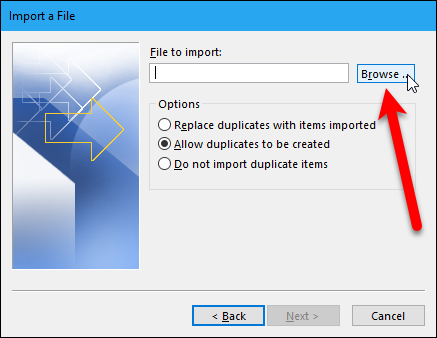 Import a File
File to import:
Browse ...
Options
Replace duplicates with items imported
Allow duplicates to be created
Do not import duplicate items
< Back
Next >
Cancel